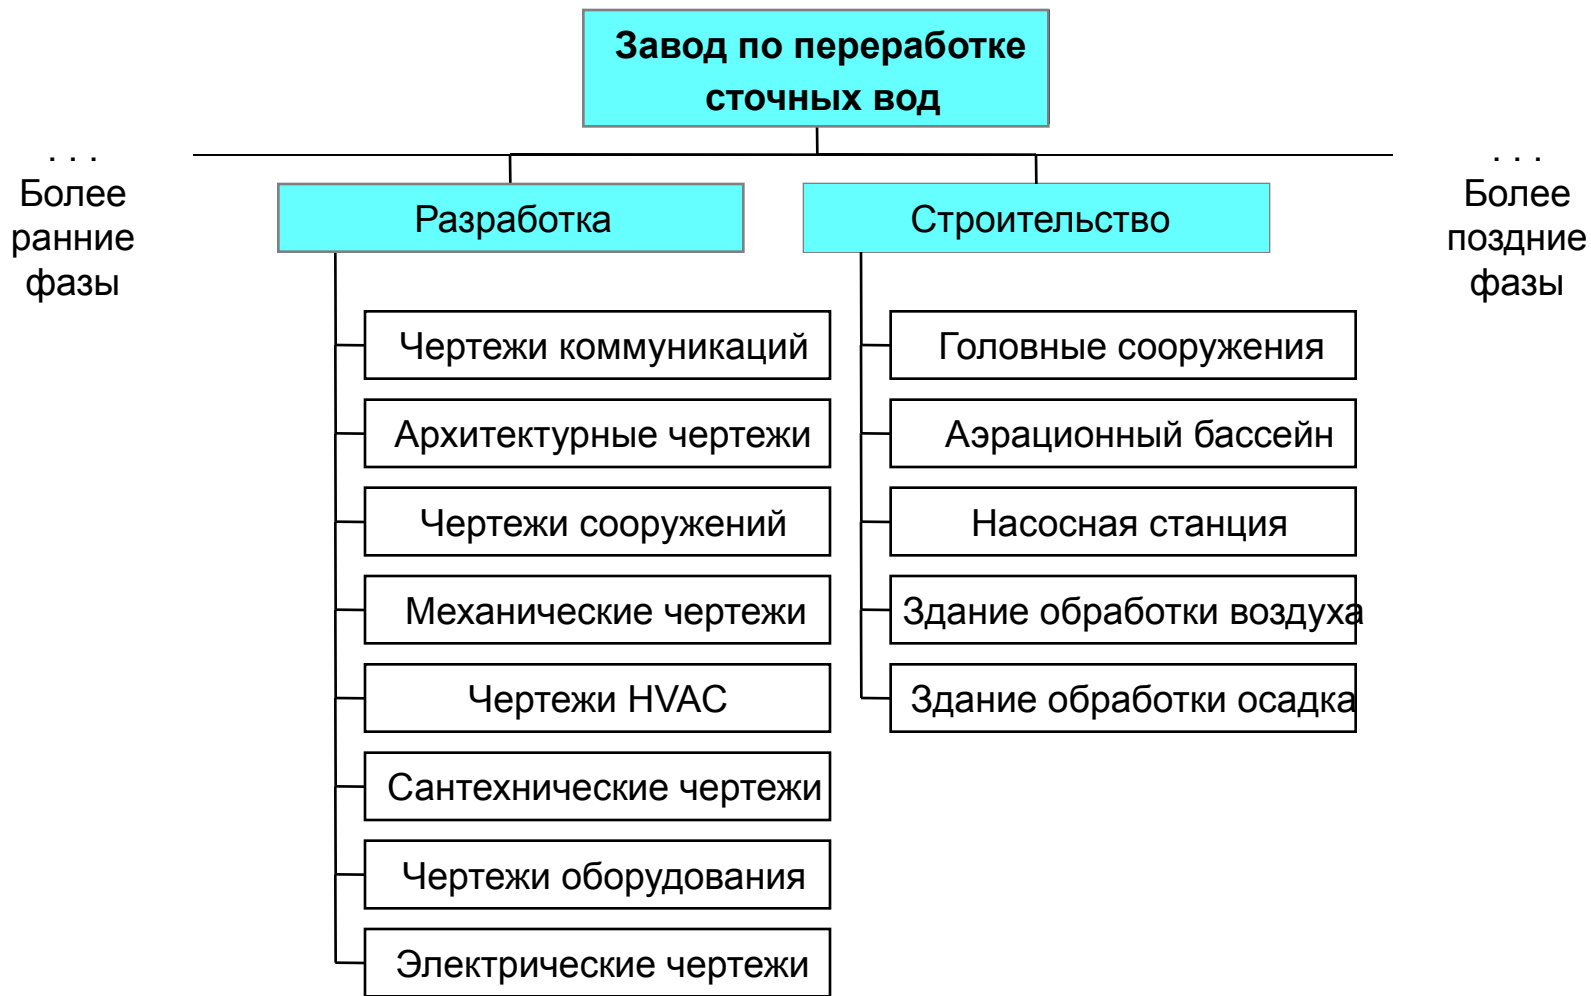 Завод по переработке
сточных вод
. . .
Более
ранние
фазы
. . .
Более
поздние
фазы
Разработка
Чертежи коммуникаций
Архитектурные чертежи
Чертежи сооружений
Механические чертежи
Чертежи HVAC
Сантехнические чертежи
Чертежи оборудования
Электрические чертежи
Строительство
Головные сооружения
Аэрационный бассейн
Насосная станция
Здание обработки воздуха
Здание обработки осадка